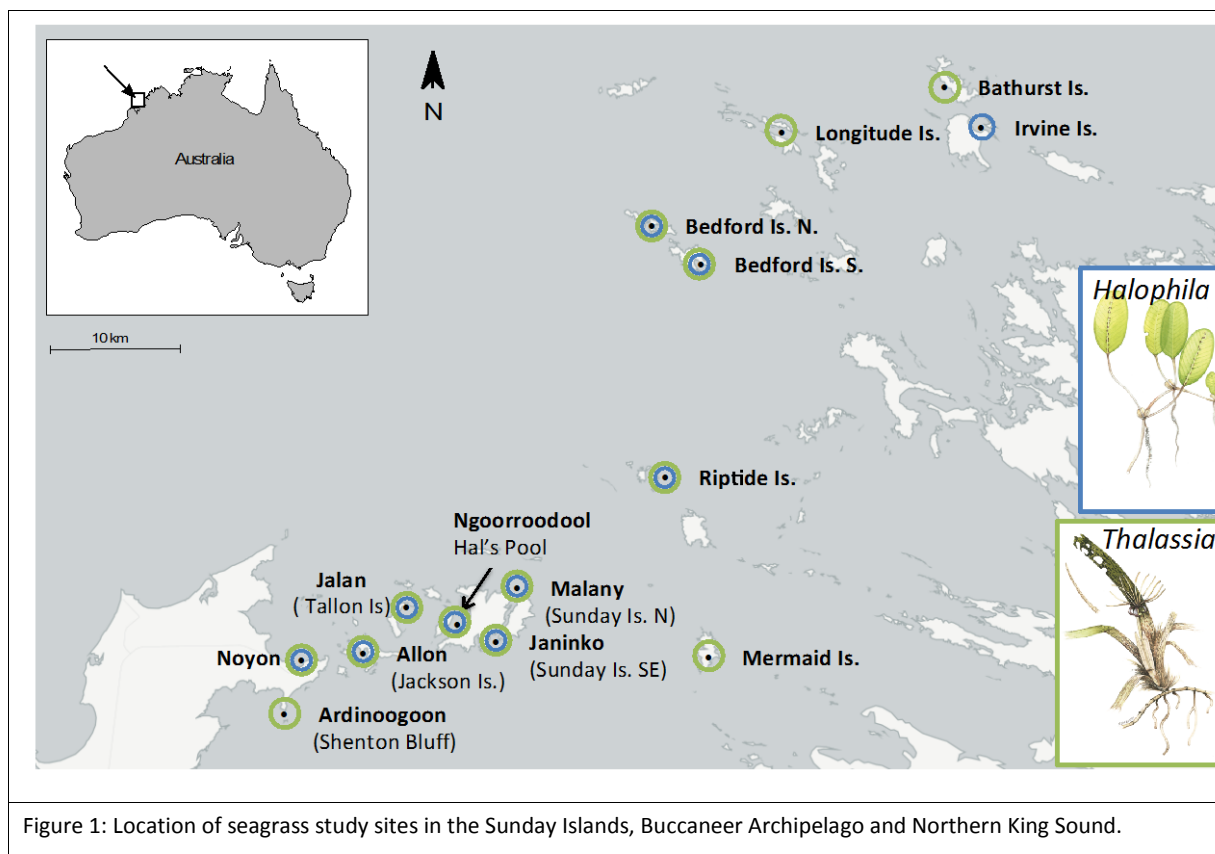 Australia
N
10 km
Bathurst Is.
Longitude Is.
Irvine Is.
Bedford Is. N.
Bedford Is. S.
Halophila
Riptide Is.
Ngoorroodool
Hal's Pool
Thalassia
Jalan
( Tallon Is)
Malany
(Sunday Is. N)
Noyon
Allon
(Jackson Is.)
Janinko
(Sunday Is. SE)
Mermaid Is.
Ardinoogoon
(Shenton Bluff)
Figure 1: Location of seagrass study sites in the Sunday Islands, Buccaneer Archipelago and Northern King Sound.